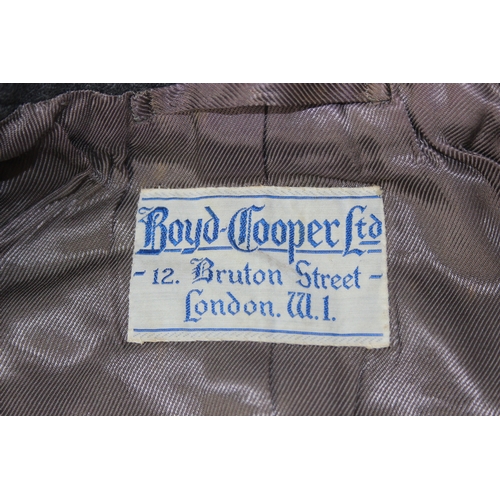 Boyd-Cooper Ltd
- 12. Bruton Street -
London. W.1.